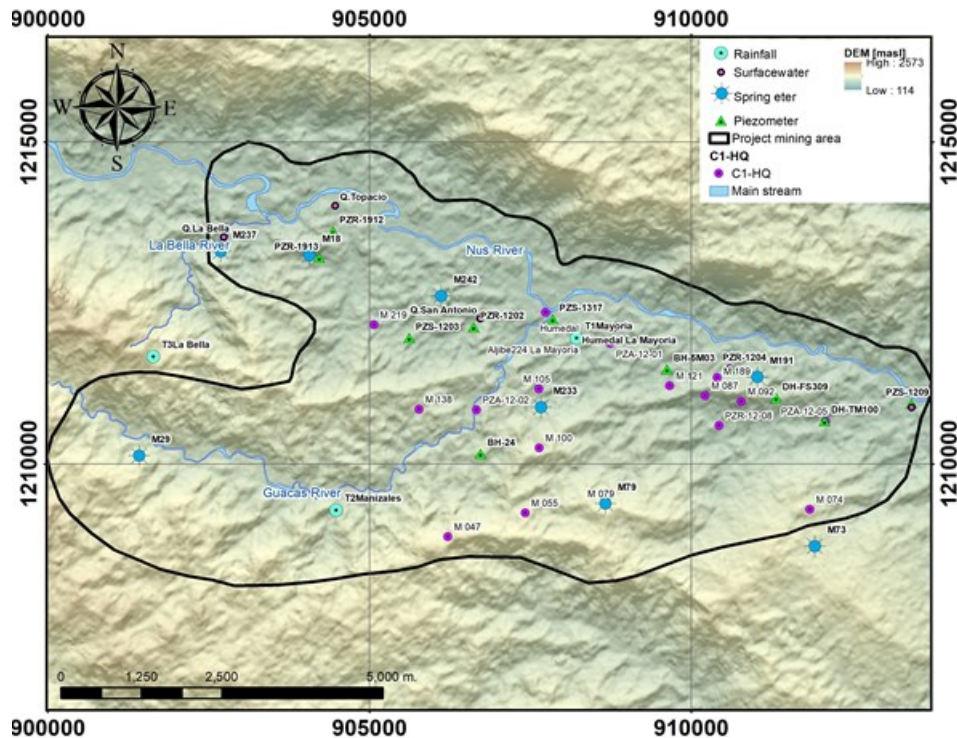 900000
905000
910000
N
W
E
S
Rainfall
Surfacewater
Spring eter
Piezometer
Project mining area
C1-HQ
C1-HQ
Main stream
DEM [masl]
High : 2573
Low : 114
1215000
1215000
Q.Topacio
PZR-1912
Q.La Bella
M237
M18
La Bella River
PZR-1913
Nus River
M242
Q.San Antonio
PZR-1202
PZS-1317
M 219
PZS-1203
Humedal
T1Mayoria
Humedal La Mayoria
Aljibe224 La Mayoria
PZA-12-01
T3La Bella
BH-SM03
PZR-1204
M191
M 189
M 121
M 105
M233
M 087
M 092
DH-FS309
PZS-1209
M 138
PZA-12-02
PZR-12-08
PZA-12-05
DH-TM100
M29
BH-24
M 100
1210000
1210000
Guacas River
T2Manizales
M79
M 079
M 055
M 074
M 047
M73
0
1,250
2,500
5,000 m.
900000
905000
910000